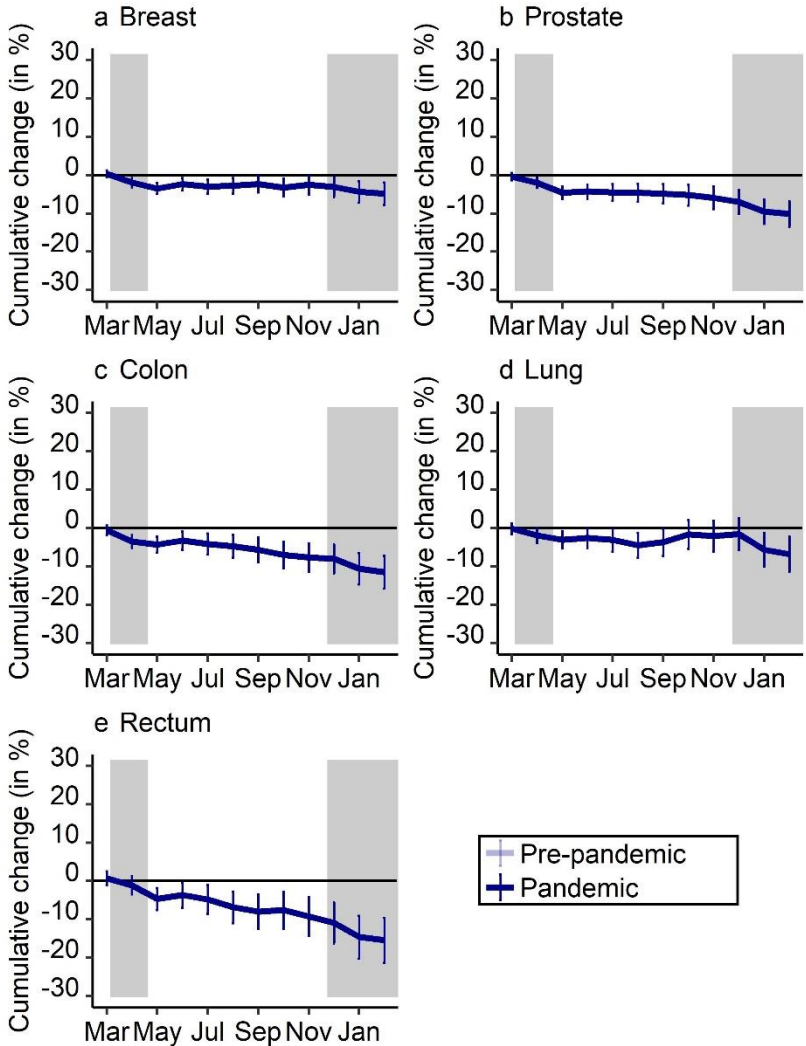 a Breast
Cumulative change (in %)
30
20
10
0
-10
-20
-30
Mar May Jul Sep Nov Jan
b Prostate
Cumulative change (in %)
30
20
10
0
-10
-20
-30
Mar May Jul Sep Nov Jan
c Colon
Cumulative change (in %)
30
20
10
0
-10
-20
-30
Mar May Jul Sep Nov Jan
d Lung
Cumulative change (in %)
30
20
10
0
-10
-20
-30
Mar May Jul Sep Nov Jan
e Rectum
Cumulative change (in %)
30
20
10
0
-10
-20
-30
Mar May Jul Sep Nov Jan
Pre-pandemic
Pandemic